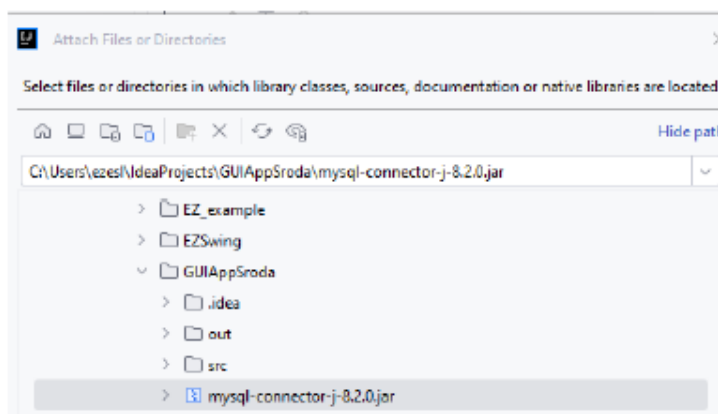 Attach Files or Directories
Select files or directories in which library classes, sources, documentation or native libraries are located
Hide path
C:\Users\ezesl\IdeaProjects\GUIAppSroda\mysql-connector-j-8.2.0.jar
EZ_example
EZSwing
GUIAppSroda
.idea
out
src
mysql-connector-j-8.2.0.jar